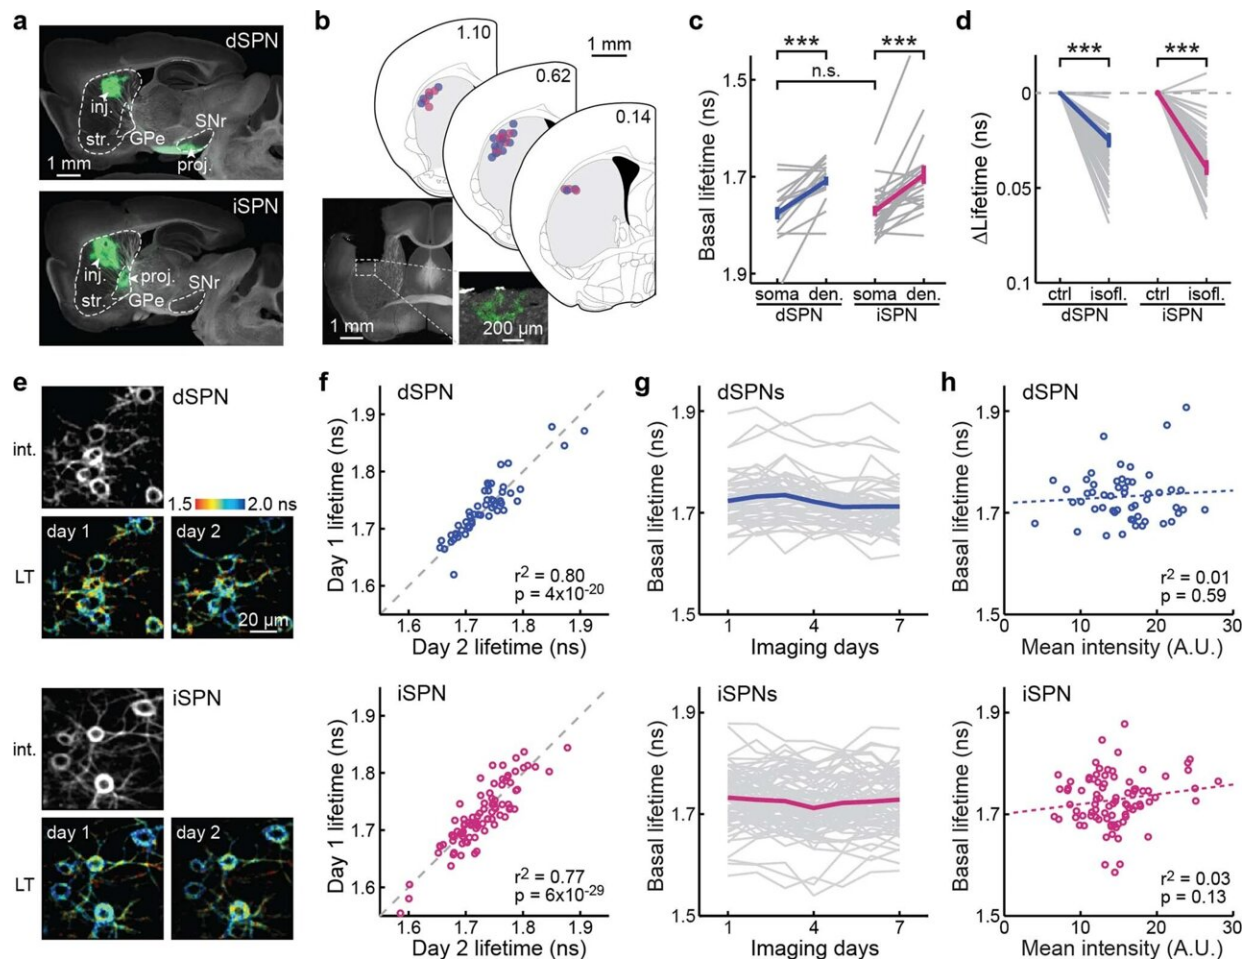 a
dSPN
inj.
str.
GPe
SNr
proj.
1 mm
iSPN
inj.
proj.
SNr
str.
GPe
b
1.10
1 mm
0.62
0.14
1 mm
200 µm
c
*** ***
n.s.
Basal lifetime (ns)
1.5
1.7
1.9
soma den. soma den.
dSPN iSPN
d
*** ***
ΔLifetime (ns)
0
0.05
0.1
ctrl isofl. ctrl isofl.
dSPN iSPN
e
dSPN
int.
1.5 2.0 ns
day 1 day 2
LT
20 µm
iSPN
int.
day 1 day 2
LT
f
dSPN
Day 1 lifetime (ns)
1.9
1.8
1.7
1.6
r² = 0.80
p = 4x10⁻²⁰
1.6 1.7 1.8 1.9
Day 2 lifetime (ns)
iSPN
Day 1 lifetime (ns)
1.9
1.8
1.7
1.6
r² = 0.77
p = 6x10⁻²⁹
1.6 1.7 1.8 1.9
Day 2 lifetime (ns)
g
dSPNs
Basal lifetime (ns)
1.9
1.7
1.5
1 4 7
Imaging days
iSPNs
Basal lifetime (ns)
1.9
1.7
1.5
1 4 7
Imaging days
h
dSPN
Basal lifetime (ns)
1.9
1.7
1.5
r² = 0.01
p = 0.59
0 10 20 30
Mean intensity (A.U.)
iSPN
Basal lifetime (ns)
1.9
1.7
1.5
r² = 0.03
p = 0.13
0 10 20 30
Mean intensity (A.U.)